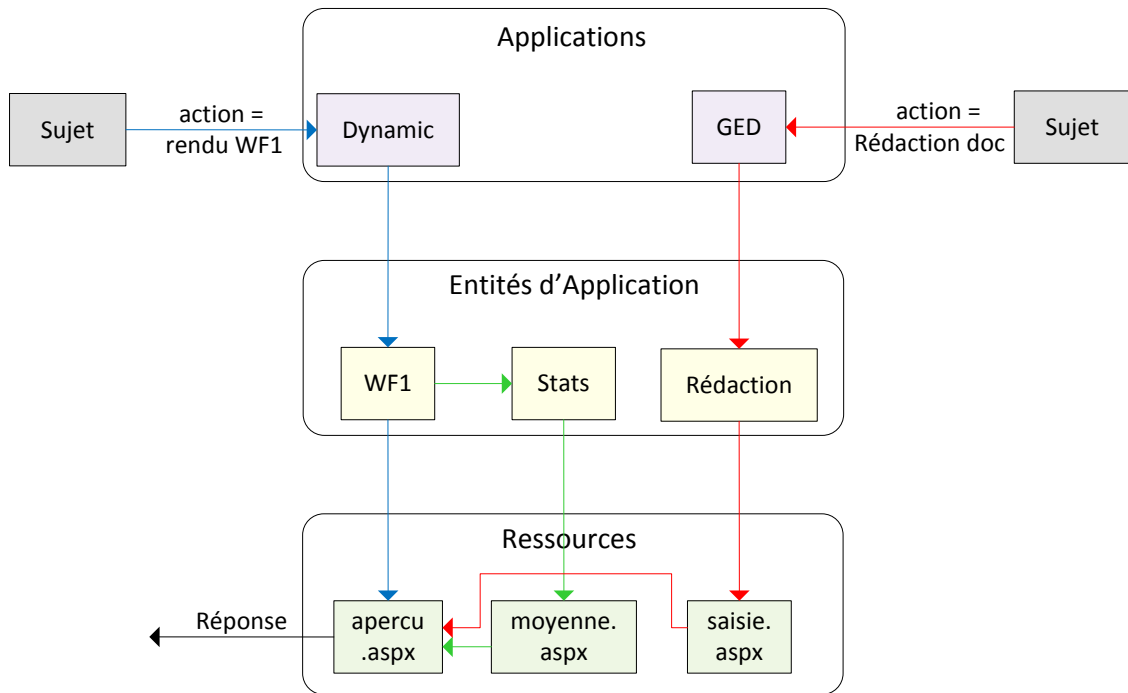 Applications
Sujet
action =
rendu WF1
Dynamic
GED
action =
Rédaction doc
Sujet
Entités d’Application
WF1
Stats
Rédaction
Ressources
Réponse
apercu
.aspx
moyenne.
aspx
saisie.
aspx